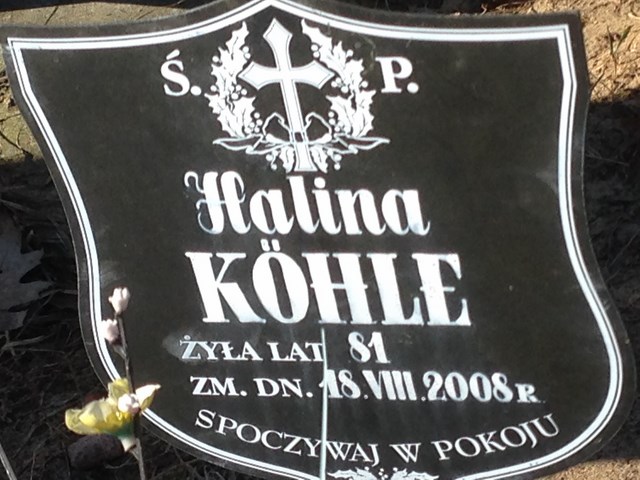 Ś. P.
Halina
KÖHLE
ŻYŁA LAT 81
ZM. DN. 18.VIII.2008 R.
SPOCZYWAJ W POKOJU